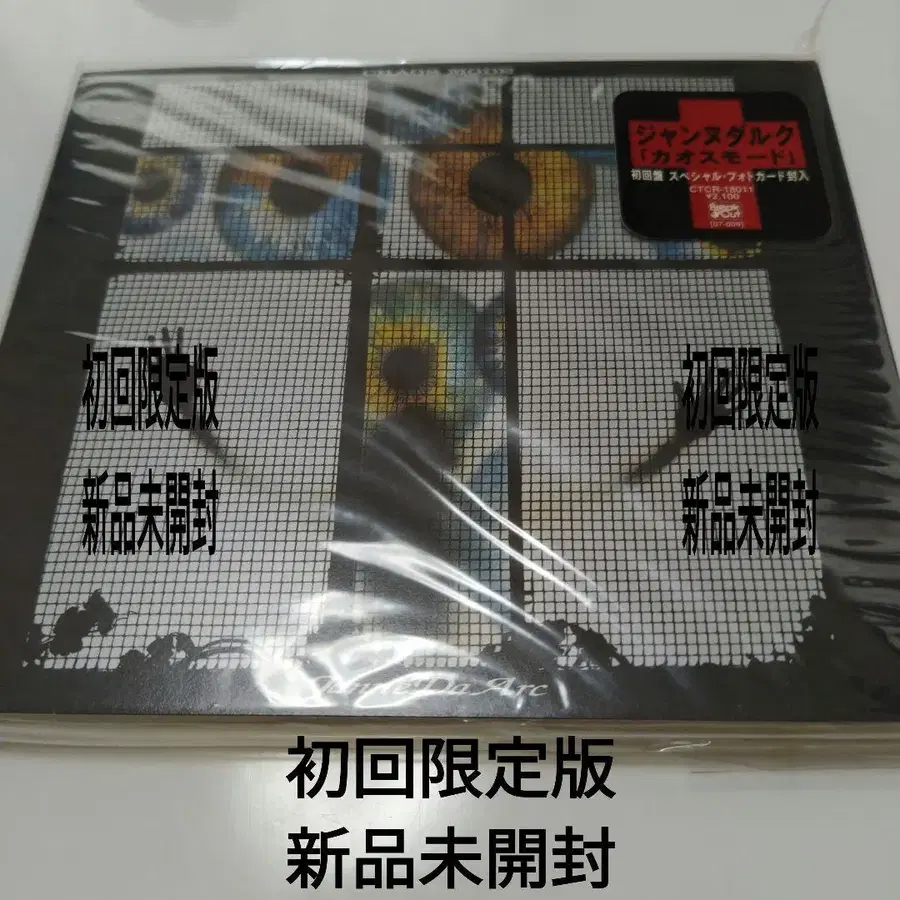 CHAOS MODE
ジャンヌダルク
「カオスモード」
初回盤 スペシャル・フォトカード封入
CTCR-18011
¥2,100
初回限定版
新品未開封
初回限定版
新品未開封
Janne Da Arc
初回限定版
新品未開封